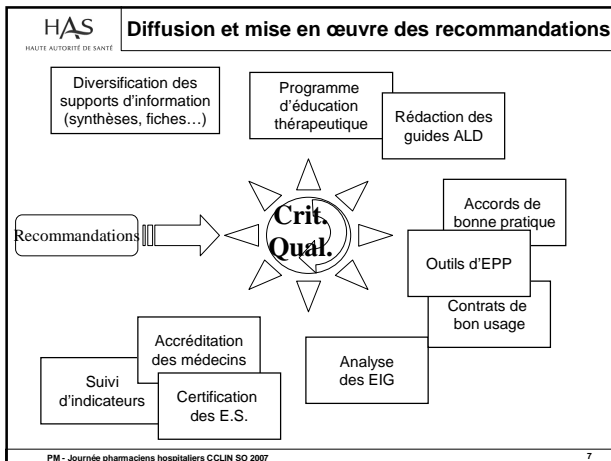 HAS
HAUTE AUTORITÉ DE SANTÉ
Diffusion et mise en œuvre des recommandations
Diversification des
supports d'information
(synthèses, fiches…)
Programme
d'éducation
thérapeutique
Rédaction des
guides ALD
Recommandations
Crit.
Qual.
Accords de
bonne pratique
Outils d'EPP
Contrats de
bon usage
Accréditation
des médecins
Suivi
d'indicateurs
Certification
des E.S.
Analyse
des EIG
PM - Journée pharmaciens hospitaliers CCLIN SO 2007
7